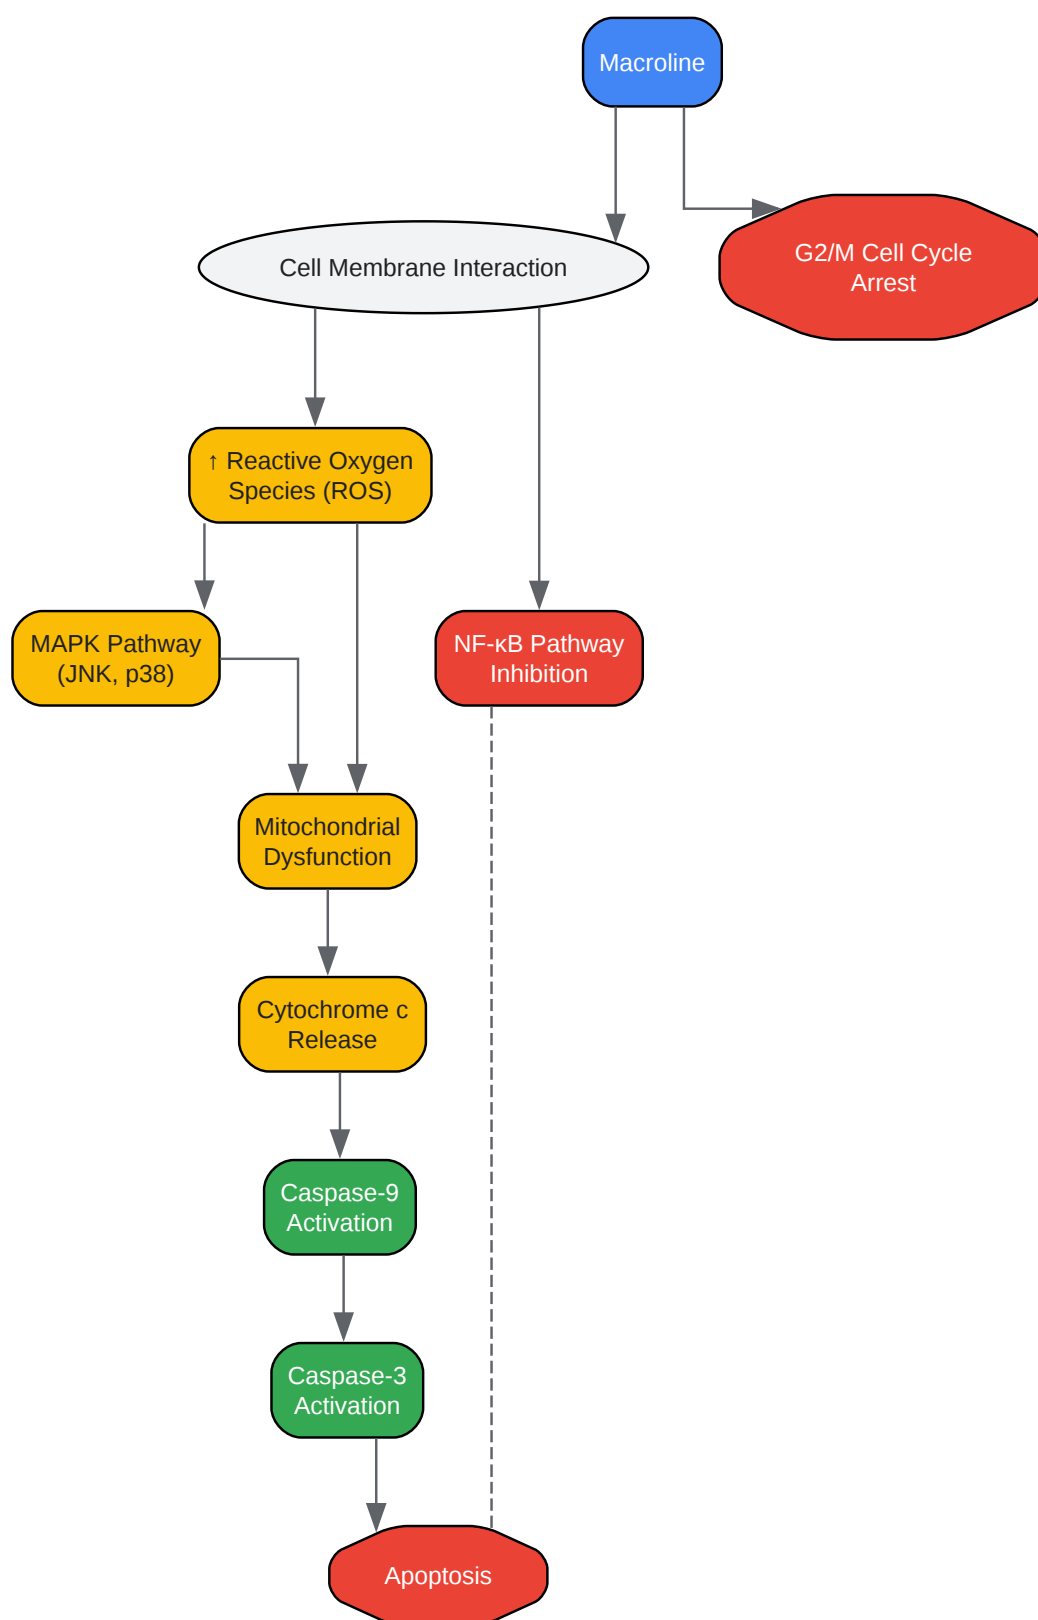 Macroline
G2/M Cell Cycle
Arrest
Cell Membrane Interaction
↑ Reactive Oxygen
Species (ROS)
MAPK Pathway
(JNK, p38)
NF-κB Pathway
Inhibition
Mitochondrial
Dysfunction
Cytochrome c
Release
Caspase-9
Activation
Caspase-3
Activation
Apoptosis